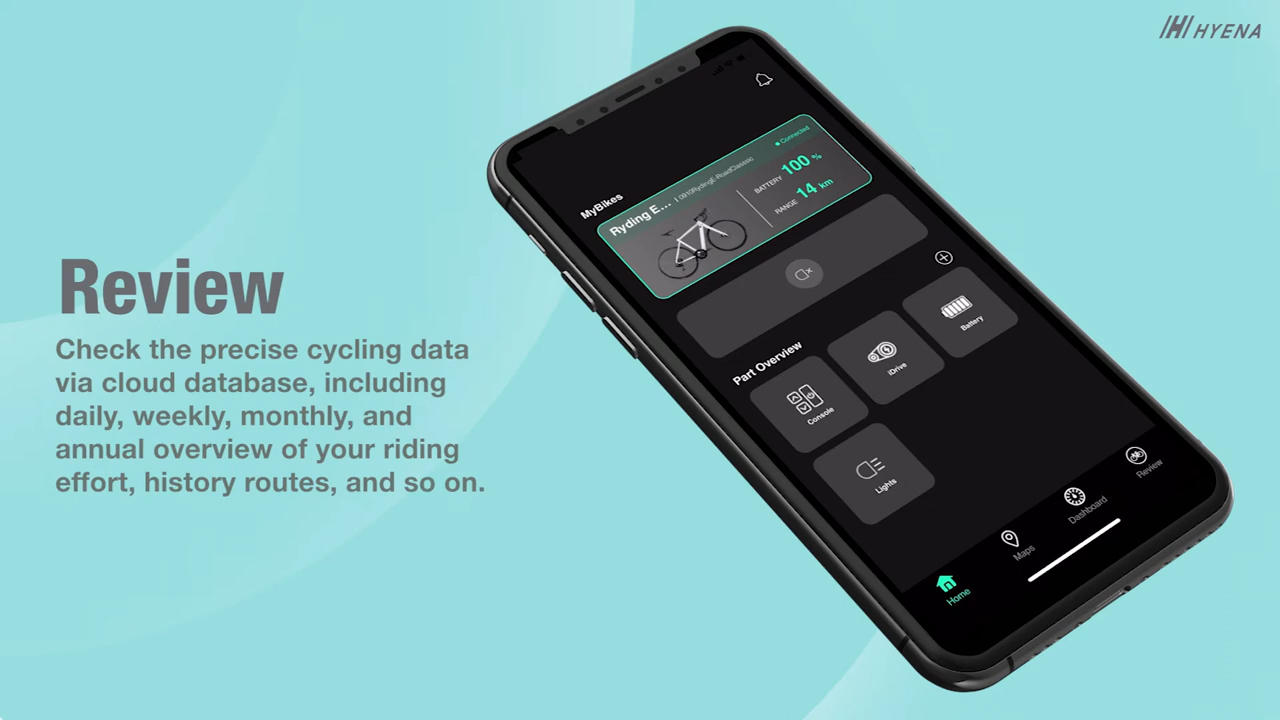 HYENA
Review
Check the precise cycling data
via cloud database, including
daily, weekly, monthly, and
annual overview of your riding
effort, history routes, and so on.
MyBikes
Ryding E...
Connected
BATTERY 100 %
RANGE 14 km
Part Overview
Console
iDrive
Battery
Lights
Home
Maps
Dashboard
Review